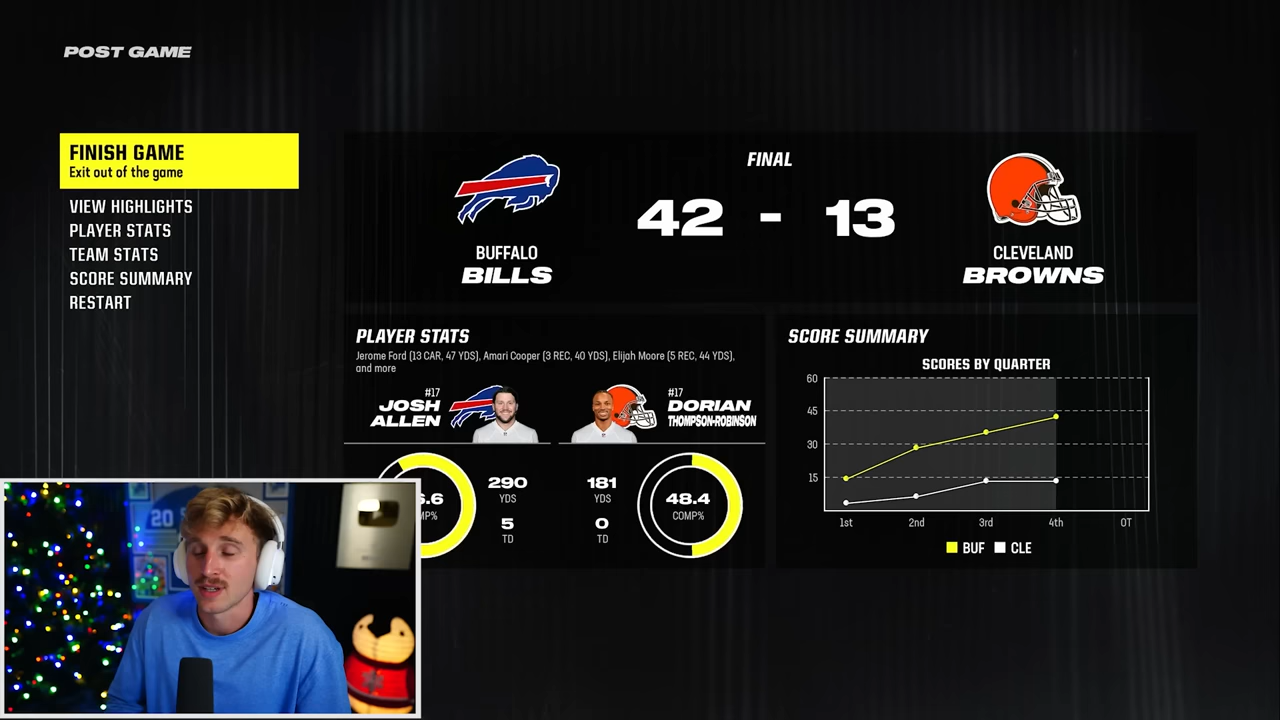 POST GAME
FINISH GAME
Exit out of the game
VIEW HIGHLIGHTS
PLAYER STATS
TEAM STATS
SCORE SUMMARY
RESTART
FINAL
42 - 13
BUFFALO
BILLS
CLEVELAND
BROWNS
PLAYER STATS
Jerome Ford (13 CAR, 47 YDS), Amari Cooper (3 REC, 40 YDS), Elijah Moore (5 REC, 44 YDS),
and more
#17
JOSH
ALLEN
#17
DORIAN
THOMPSON-ROBINSON
6.6
MP%
290
YDS
5
TD
181
YDS
0
TD
48.4
COMP%
SCORE SUMMARY
SCORES BY QUARTER
60
45
30
15
1st
2nd
3rd
4th
OT
BUF
CLE
20